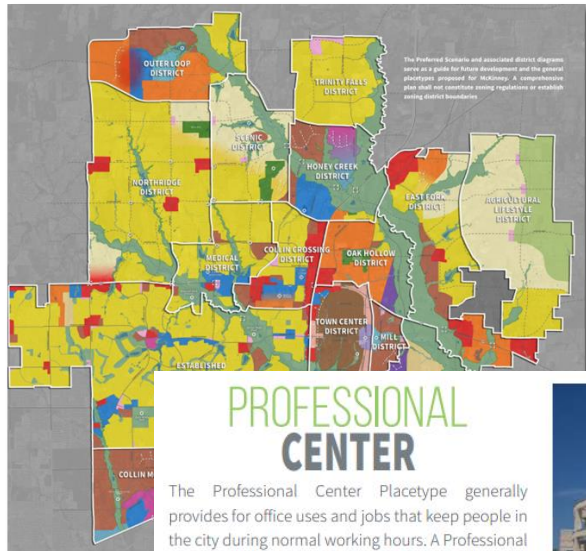 OUTER LOOP
DISTRICT
TRINITY FALLS
DISTRICT
The Preferred Scenario and associated district diagrams
serve as a guide for future development and the general
placetypes proposed for McKinney. A comprehensive
plan shall not constitute zoning regulations or establish
zoning district boundaries
SCENIC
DISTRICT
HONEY CREEK
DISTRICT
NORTHRIDGE
DISTRICT
EAST FORK
DISTRICT
AGRICULTURAL
LIFESTYLE
DISTRICT
MEDICAL
DISTRICT
COLLIN CROSSING
DISTRICT
OAK HOLLOW
DISTRICT
TOWN CENTER
DISTRICT
MILL
DISTRICT
ESTABLISHED
COLLIN M
PROFESSIONAL
CENTER
The Professional Center Placetype generally
provides for office uses and jobs that keep people in
the city during normal working hours. A Professional